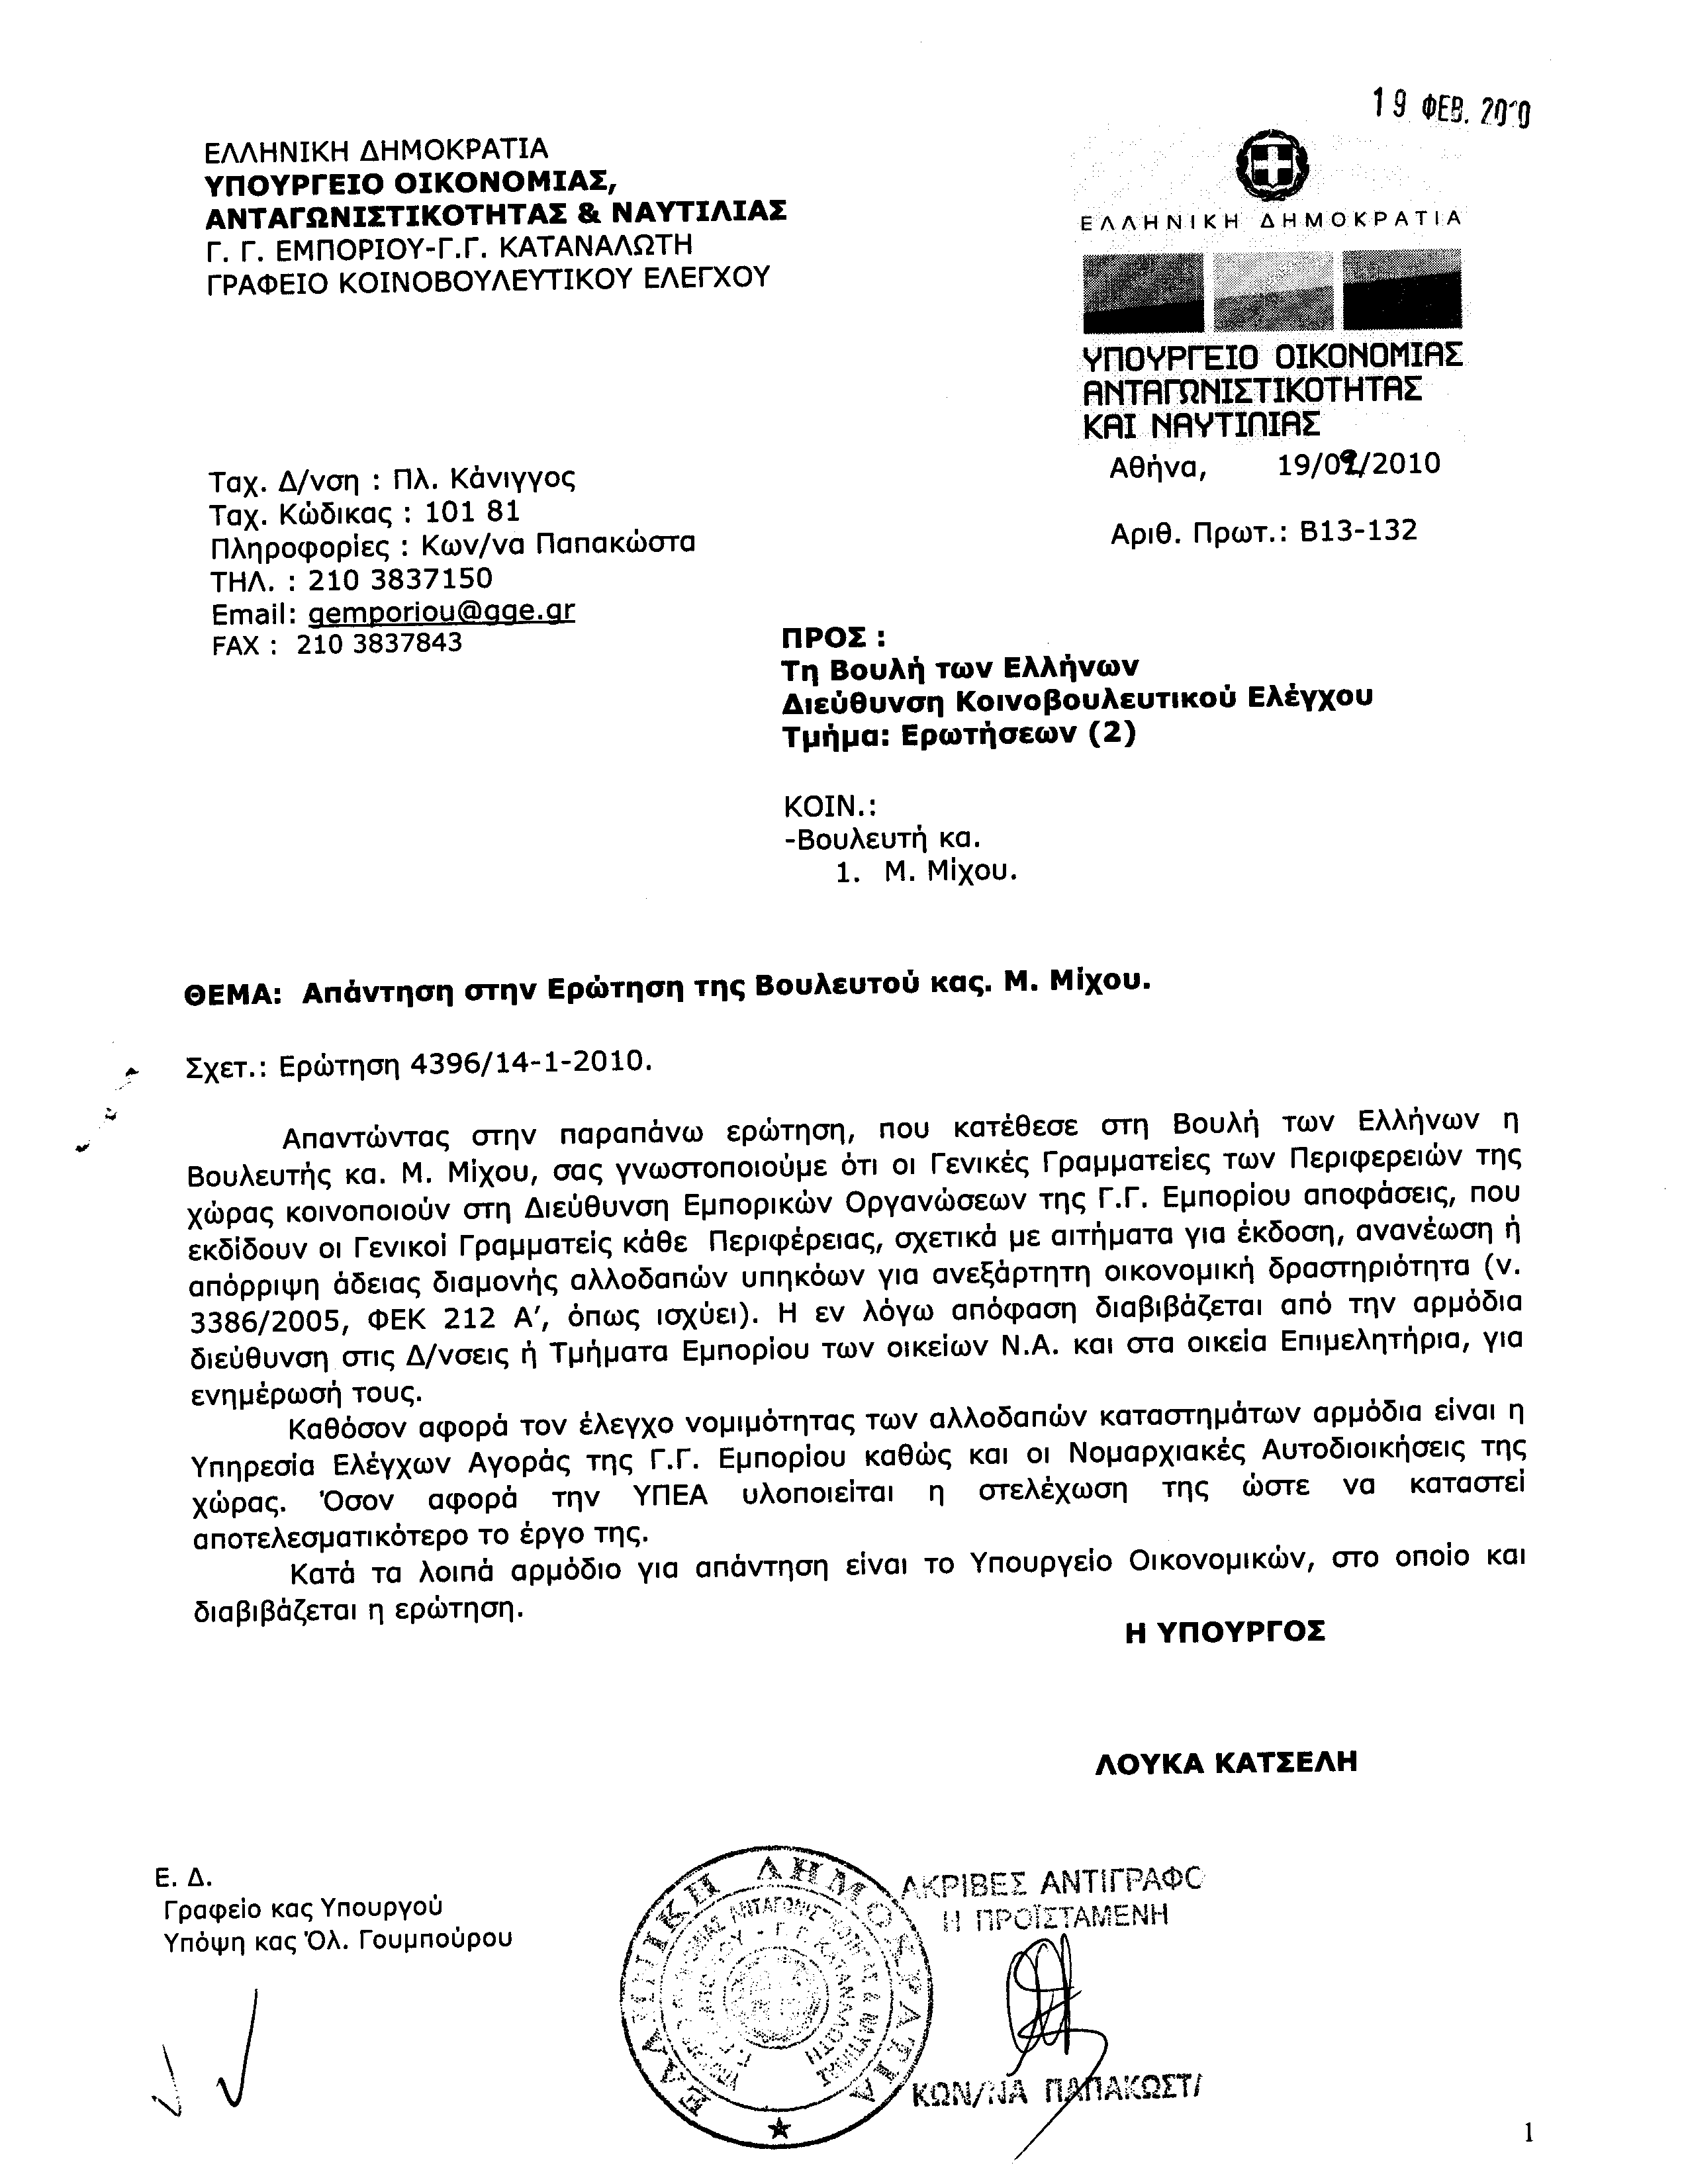 19 ΦΕΒ. 2010
ΕΛΛΗΝΙΚΗ ΔΗΜΟΚΡΑΤΙΑ
ΥΠΟΥΡΓΕΙΟ ΟΙΚΟΝΟΜΙΑΣ,
ΑΝΤΑΓΩΝΙΣΤΙΚΟΤΗΤΑΣ & ΝΑΥΤΙΛΙΑΣ
Γ. Γ. ΕΜΠΟΡΙΟΥ-Γ.Γ. ΚΑΤΑΝΑΛΩΤΗ
ΓΡΑΦΕΙΟ ΚΟΙΝΟΒΟΥΛΕΥΤΙΚΟΥ ΕΛΕΓΧΟΥ
ΕΛΛΗΝΙΚΗ ΔΗΜΟΚΡΑΤΙΑ
ΥΠΟΥΡΓΕΙΟ ΟΙΚΟΝΟΜΙΑΣ
ΑΝΤΑΓΩΝΙΣΤΙΚΟΤΗΤΑΣ
ΚΑΙ ΝΑΥΤΙΛΙΑΣ
Ταχ. Δ/νση : Πλ. Κάνιγγος
Ταχ. Κώδικας : 101 81
Πληροφορίες : Κων/να Παπακώστα
ΤΗΛ. : 210 3837150
Email: gemporiou@gge.gr
FAX : 210 3837843
Αθήνα, 19/02/2010
Αριθ. Πρωτ.: Β13-132
ΠΡΟΣ :
Τη Βουλή των Ελλήνων
Διεύθυνση Κοινοβουλευτικού Ελέγχου
Τμήμα: Ερωτήσεων (2)
ΚΟΙΝ.:
-Βουλευτή κα.
1. Μ. Μίχου.
ΘΕΜΑ: Απάντηση στην Ερώτηση της Βουλευτού κας. Μ. Μίχου.
Σχετ.: Ερώτηση 4396/14-1-2010.
Απαντώντας στην παραπάνω ερώτηση, που κατέθεσε στη Βουλή των Ελλήνων η
Βουλευτής κα. Μ. Μίχου, σας γνωστοποιούμε ότι οι Γενικές Γραμματείες των Περιφερειών της
χώρας κοινοποιούν στη Διεύθυνση Εμπορικών Οργανώσεων της Γ.Γ. Εμπορίου αποφάσεις, που
εκδίδουν οι Γενικοί Γραμματείς κάθε Περιφέρειας, σχετικά με αιτήματα για έκδοση, ανανέωση ή
απόρριψη άδειας διαμονής αλλοδαπών υπηκόων για ανεξάρτητη οικονομική δραστηριότητα (ν.
3386/2005, ΦΕΚ 212 Α', όπως ισχύει). Η εν λόγω απόφαση διαβιβάζεται από την αρμόδια
διεύθυνση στις Δ/νσεις ή Τμήματα Εμπορίου των οικείων Ν.Α. και στα οικεία Επιμελητήρια, για
ενημέρωσή τους.
Καθόσον αφορά τον έλεγχο νομιμότητας των αλλοδαπών καταστημάτων αρμόδια είναι η
Υπηρεσία Ελέγχων Αγοράς της Γ.Γ. Εμπορίου καθώς και οι Νομαρχιακές Αυτοδιοικήσεις της
χώρας. Όσον αφορά την ΥΠΕΑ υλοποιείται η στελέχωση της ώστε να καταστεί
αποτελεσματικότερο το έργο της.
Κατά τα λοιπά αρμόδιο για απάντηση είναι το Υπουργείο Οικονομικών, στο οποίο και
διαβιβάζεται η ερώτηση.
Η ΥΠΟΥΡΓΟΣ
ΛΟΥΚΑ ΚΑΤΣΕΛΗ
Ε. Δ.
Γραφείο κας Υπουργού
Υπόψη κας Όλ. Γουμπούρου
ΕΛΛΗΝΙΚΗ ΔΗΜΟΚΡΑΤΙΑ
ΑΚΡΙΒΕΣ ΑΝΤΙΓΡΑΦΟ
Η ΠΡΟΪΣΤΑΜΕΝΗ
ΚΩΝ/ΝΑ ΠΑΠΑΚΩΣΤΑ
1